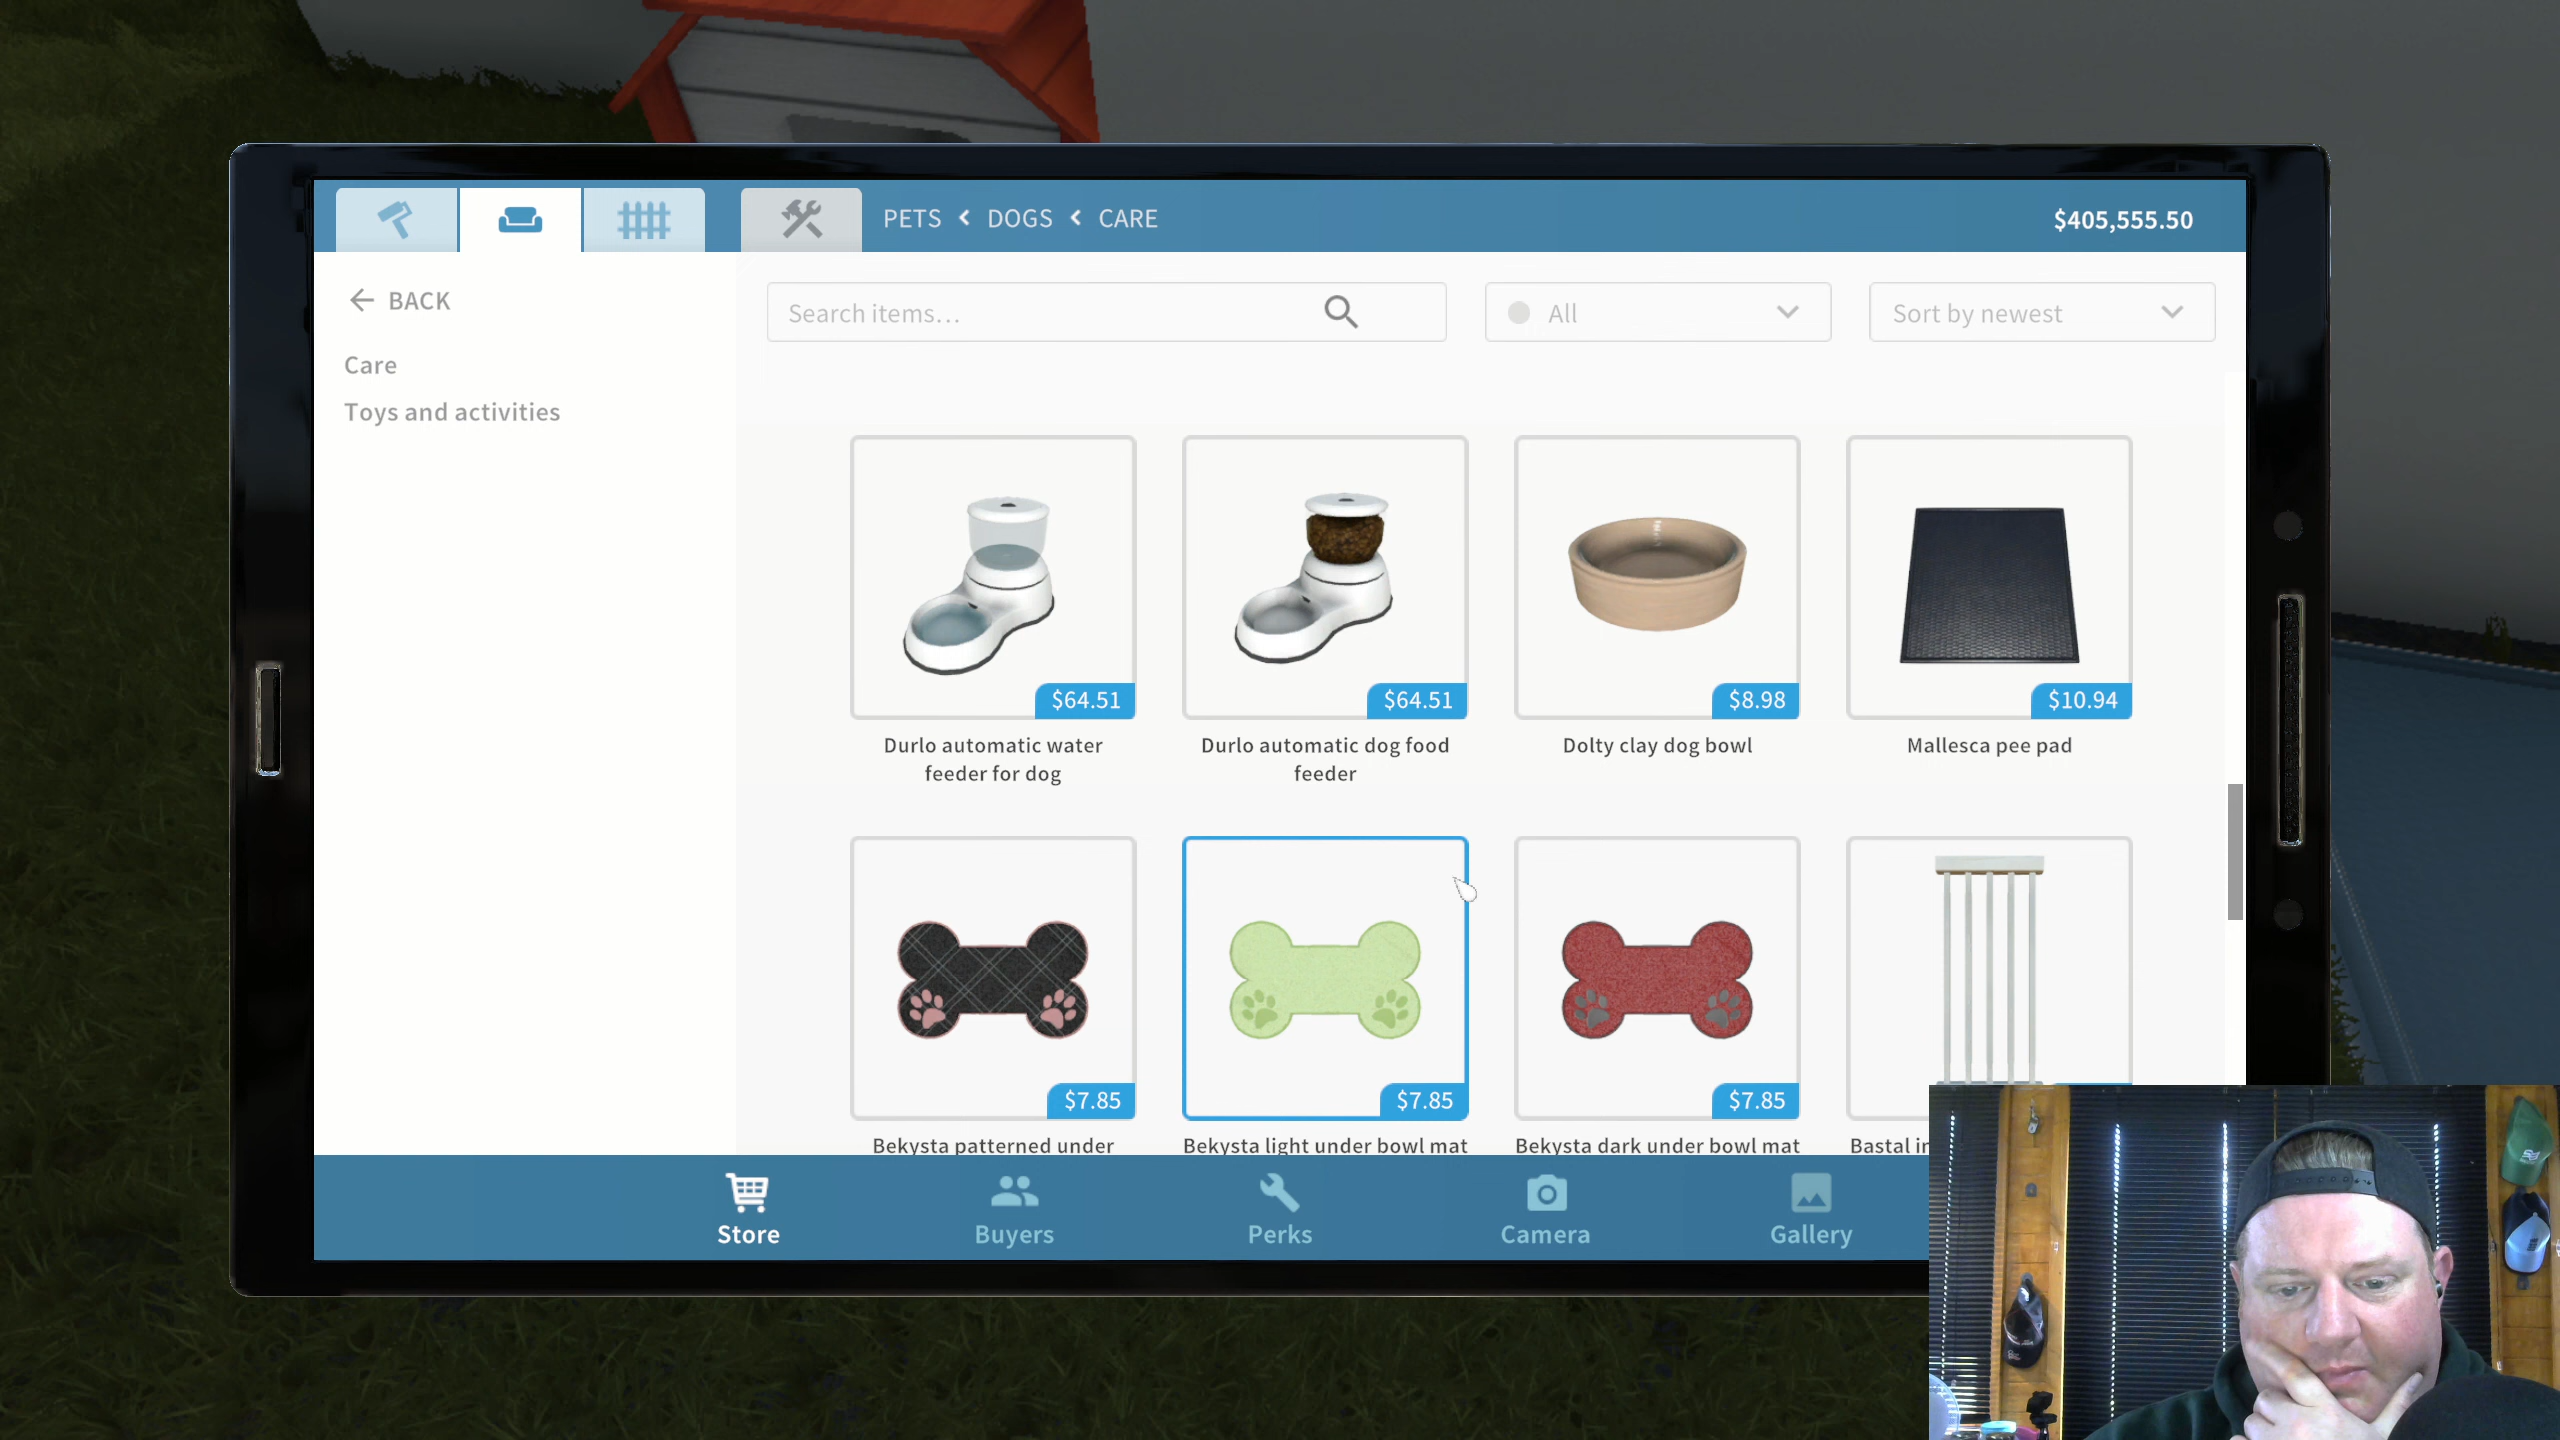 PETS < DOGS < CARE
$405,555.50
BACK
Search items...
All
Sort by newest
Care
Toys and activities
$64.51
$64.51
$8.98
$10.94
Durlo automatic water
feeder for dog
Durlo automatic dog food
feeder
Dolty clay dog bowl
Mallesca pee pad
$7.85
$7.85
$7.85
Bekysta patterned under
Bekysta light under bowl mat
Bekysta dark under bowl mat
Bastal
Store
Buyers
Perks
Camera
Gallery